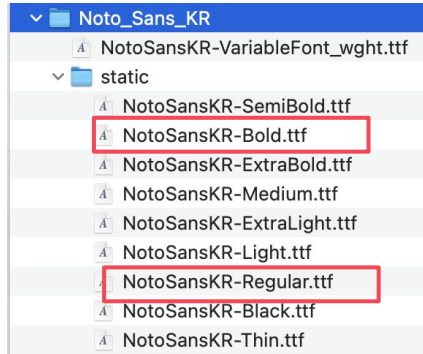 Noto_Sans_KR
NotoSansKR-VariableFont_wght.ttf
static
NotoSansKR-SemiBold.ttf
NotoSansKR-Bold.ttf
NotoSansKR-ExtraBold.ttf
NotoSansKR-Medium.ttf
NotoSansKR-ExtraLight.ttf
NotoSansKR-Light.ttf
NotoSansKR-Regular.ttf
NotoSansKR-Black.ttf
NotoSansKR-Thin.ttf